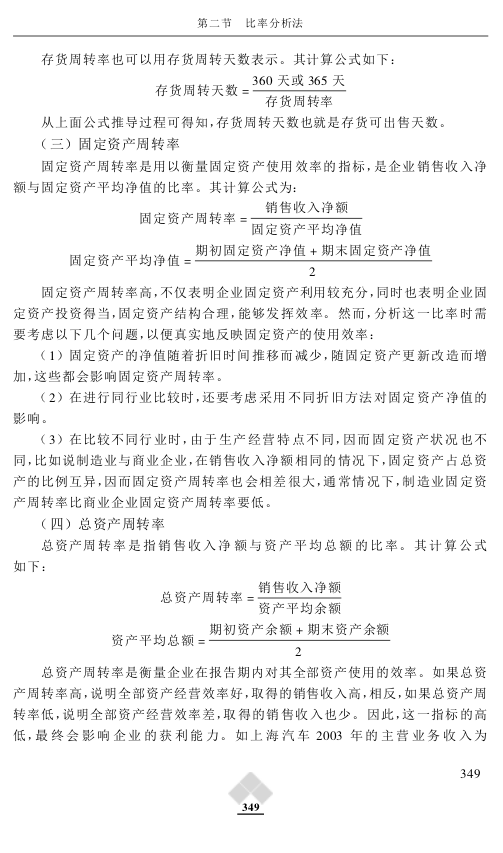 第二节 比率分析法
存货周转率也可以用存货周转天数表示。其计算公式如下：
存货周转天数 = 360 天或 365 天 / 存货周转率
从上面公式推导过程可得知，存货周转天数也就是存货可出售天数。
（三）固定资产周转率
固定资产周转率是用以衡量固定资产使用效率的指标，是企业销售收入净
额与固定资产平均净值的比率。其计算公式为：
固定资产周转率 = 销售收入净额 / 固定资产平均净值
固定资产平均净值 = 期初固定资产净值 + 期末固定资产净值 / 2
固定资产周转率高，不仅表明企业固定资产利用较充分，同时也表明企业固
定资产投资得当，固定资产结构合理，能够发挥效率。然而，分析这一比率时需
要考虑以下几个问题，以便真实地反映固定资产的使用效率：
（1）固定资产的净值随着折旧时间推移而减少，随固定资产更新改造而增
加，这些都会影响固定资产周转率。
（2）在进行同行业比较时，还要考虑采用不同折旧方法对固定资产净值的
影响。
（3）在比较不同行业时，由于生产经营特点不同，因而固定资产状况也不
同，比如说制造业与商业企业，在销售收入净额相同的情况下，固定资产占总资
产的比例互异，因而固定资产周转率也会相差很大，通常情况下，制造业固定资
产周转率比商业企业固定资产周转率要低。
（四）总资产周转率
总资产周转率是指销售收入净额与资产平均总额的比率。其计算公式
如下：
总资产周转率 = 销售收入净额 / 资产平均余额
资产平均总额 = 期初资产余额 + 期末资产余额 / 2
总资产周转率是衡量企业在报告期内对其全部资产使用的效率。如果总资
产周转率高，说明全部资产经营效率好，取得的销售收入高，相反，如果总资产周
转率低，说明全部资产经营效率差，取得的销售收入也少。因此，这一指标的高
低，最终会影响企业的获利能力。如上海汽车 2003 年的主营业务收入为
349
349